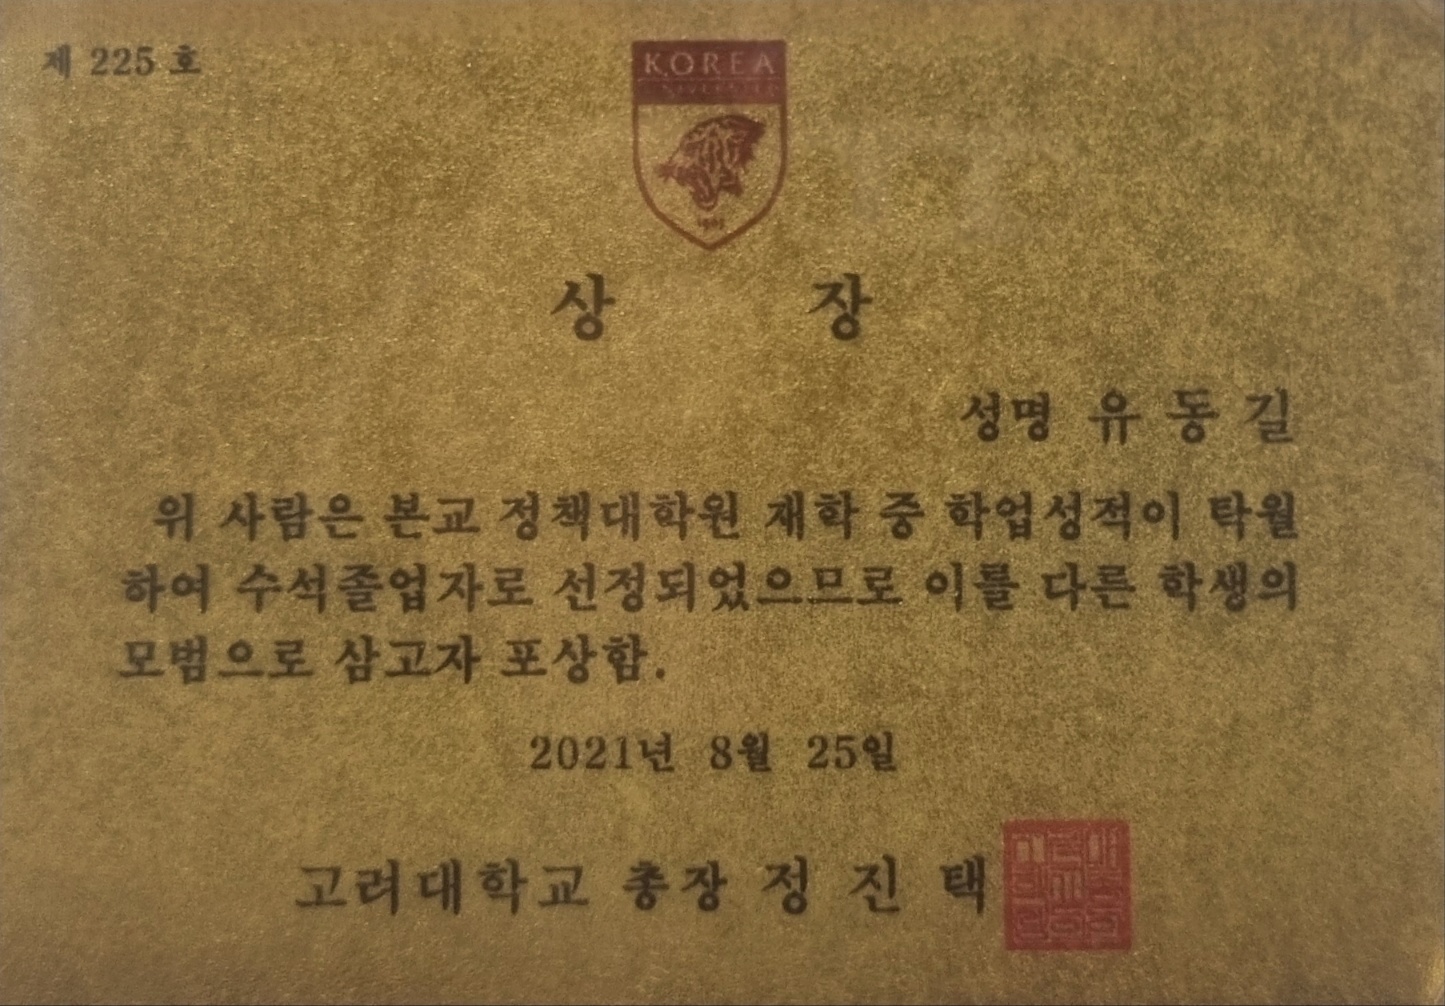 제 225 호
KOREA
UNIVERSITY
1905
상 장
성명 유 동 길
위 사람은 본교 정책대학원 재학 중 학업성적이 탁월
하여 수석졸업자로 선정되었으므로 이를 다른 학생의
모범으로 삼고자 포상함.
2021년 8월 25일
고려대학교 총장 정 진 택